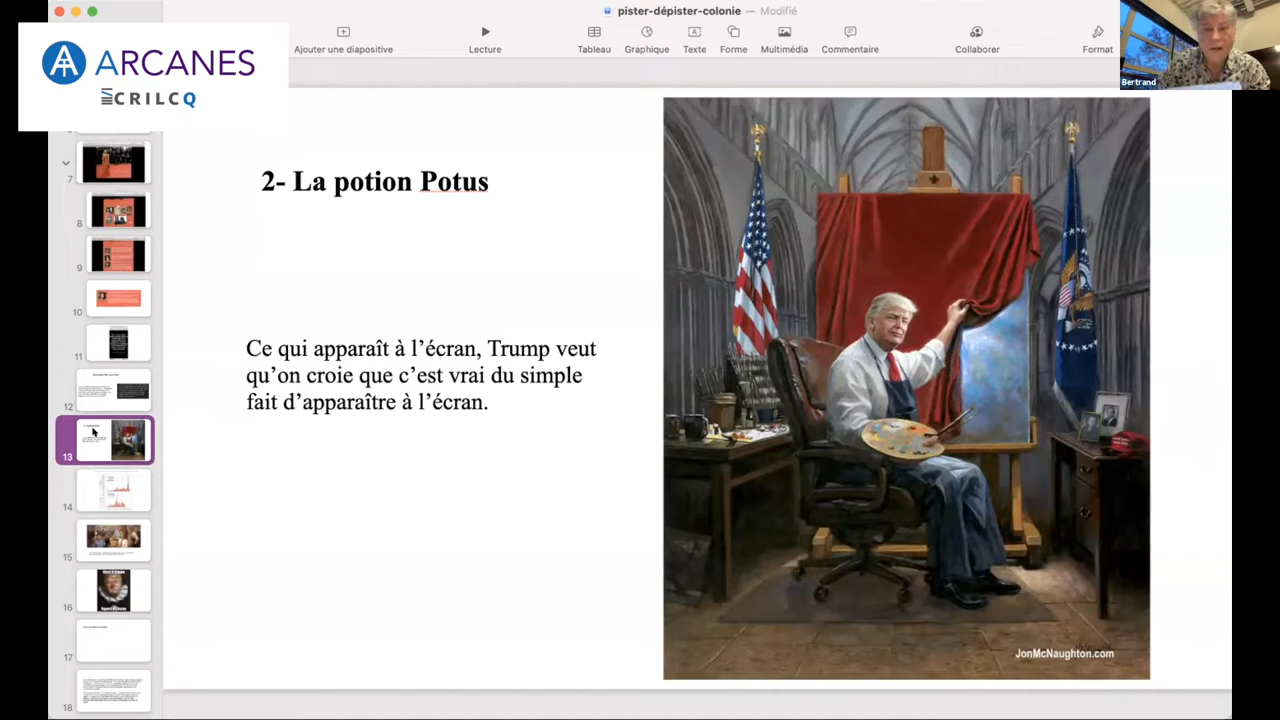 pister-dépister-colonie — Modifié
ARCANES
CRILCQ
Ajouter une diapositive
Lecture
Tableau
Graphique
Texte
Forme
Multimédia
Commentaire
Collaborer
Format
Bertrand
7
8
9
10
11
12
13
14
15
16
17
18
2- La potion Potus
Ce qui apparaît à l’écran, Trump veut
qu’on croie que c’est vrai du simple
fait d’apparaître à l’écran.
JonMcNaughton.com